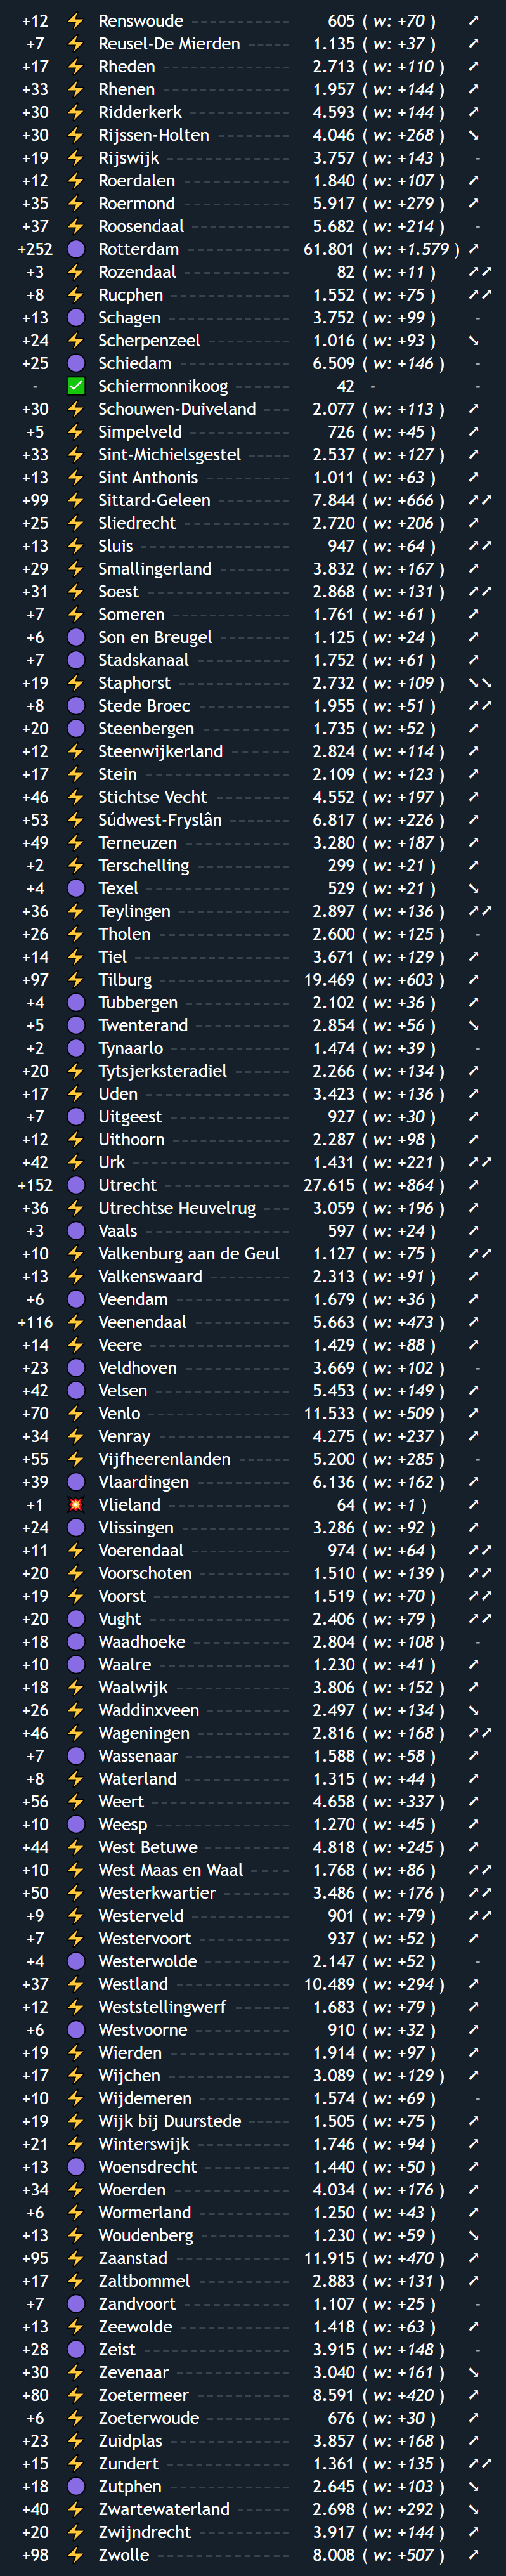 +12 ⚡ Renswoude 605 ( w: +70 ) ➚
+7 ⚡ Reusel-De Mierden 1.135 ( w: +37 ) ➚
+17 ⚡ Rheden 2.713 ( w: +110 ) ➚
+33 ⚡ Rhenen 1.957 ( w: +144 ) ➚
+30 ⚡ Ridderkerk 4.593 ( w: +144 ) ➚
+30 ⚡ Rijssen-Holten 4.046 ( w: +268 ) ➘
+19 ⚡ Rijswijk 3.757 ( w: +143 ) -
+12 ⚡ Roerdalen 1.840 ( w: +107 ) ➚
+35 ⚡ Roermond 5.917 ( w: +279 ) ➚
+37 ⚡ Roosendaal 5.682 ( w: +214 ) -
+252 🟣 Rotterdam 61.801 ( w: +1.579 ) ➚
+3 ⚡ Rozendaal 82 ( w: +11 ) ➚➚
+8 ⚡ Rucphen 1.552 ( w: +75 ) ➚➚
+13 🟣 Schagen 3.752 ( w: +99 ) -
+24 ⚡ Scherpenzeel 1.016 ( w: +93 ) ➘
+25 🟣 Schiedam 6.509 ( w: +146 ) -
- ✅ Schiermonnikoog 42 - -
+30 ⚡ Schouwen-Duiveland 2.077 ( w: +113 ) ➚
+5 ⚡ Simpelveld 726 ( w: +45 ) ➚
+33 ⚡ Sint-Michielsgestel 2.537 ( w: +127 ) ➚
+13 ⚡ Sint Anthonis 1.011 ( w: +63 ) ➚
+99 ⚡ Sittard-Geleen 7.844 ( w: +666 ) ➚➚
+25 ⚡ Sliedrecht 2.720 ( w: +206 ) ➚
+13 ⚡ Sluis 947 ( w: +64 ) ➚➚
+29 ⚡ Smallingerland 3.832 ( w: +167 ) ➚
+31 ⚡ Soest 2.868 ( w: +131 ) ➚➚
+7 ⚡ Someren 1.761 ( w: +61 ) ➚
+6 🟣 Son en Breugel 1.125 ( w: +24 ) ➚
+7 🟣 Stadskanaal 1.752 ( w: +61 ) ➚
+19 ⚡ Staphorst 2.732 ( w: +109 ) ➘➘
+8 🟣 Stede Broec 1.955 ( w: +51 ) ➚➚
+20 🟣 Steenbergen 1.735 ( w: +52 ) ➚
+12 ⚡ Steenwijkerland 2.824 ( w: +114 ) ➚
+17 ⚡ Stein 2.109 ( w: +123 ) ➚
+46 ⚡ Stichtse Vecht 4.552 ( w: +197 ) ➚
+53 ⚡ Súdwest-Fryslân 6.817 ( w: +226 ) ➚
+49 ⚡ Terneuzen 3.280 ( w: +187 ) ➚
+2 ⚡ Terschelling 299 ( w: +21 ) ➚
+4 🟣 Texel 529 ( w: +21 ) ➘
+36 ⚡ Teylingen 2.897 ( w: +136 ) ➚➚
+26 ⚡ Tholen 2.600 ( w: +125 ) -
+14 ⚡ Tiel 3.671 ( w: +129 ) ➚
+97 ⚡ Tilburg 19.469 ( w: +603 ) ➚
+4 🟣 Tubbergen 2.102 ( w: +36 ) ➚
+5 🟣 Twenterand 2.854 ( w: +56 ) ➘
+2 🟣 Tynaarlo 1.474 ( w: +39 ) -
+20 ⚡ Tytsjerksteradiel 2.266 ( w: +134 ) ➚
+17 ⚡ Uden 3.423 ( w: +136 ) ➚
+7 🟣 Uitgeest 927 ( w: +30 ) ➚
+12 ⚡ Uithoorn 2.287 ( w: +98 ) ➚
+42 ⚡ Urk 1.431 ( w: +221 ) ➚➚
+152 🟣 Utrecht 27.615 ( w: +864 ) ➚
+36 ⚡ Utrechtse Heuvelrug 3.059 ( w: +196 ) ➚
+3 🟣 Vaals 597 ( w: +24 ) ➚
+10 ⚡ Valkenburg aan de Geul 1.127 ( w: +75 ) ➚➚
+13 ⚡ Valkenswaard 2.313 ( w: +91 ) ➚
+6 🟣 Veendam 1.679 ( w: +36 ) ➚
+116 ⚡ Veenendaal 5.663 ( w: +473 ) ➚
+14 ⚡ Veere 1.429 ( w: +88 ) ➚
+23 🟣 Veldhoven 3.669 ( w: +102 ) -
+42 🟣 Velsen 5.453 ( w: +149 ) ➚
+70 ⚡ Venlo 11.533 ( w: +509 ) ➚
+34 ⚡ Venray 4.275 ( w: +237 ) ➚
+55 ⚡ Vijfheerenlanden 5.200 ( w: +285 ) -
+39 🟣 Vlaardingen 6.136 ( w: +162 ) ➚
+1 💥 Vlieland 64 ( w: +1 ) ➚
+24 🟣 Vlissingen 3.286 ( w: +92 ) ➚
+11 ⚡ Voerendaal 974 ( w: +64 ) ➚➚
+20 ⚡ Voorschoten 1.510 ( w: +139 ) ➚➚
+19 ⚡ Voorst 1.519 ( w: +70 ) ➚➚
+20 🟣 Vught 2.406 ( w: +79 ) ➚➚
+18 🟣 Waadhoeke 2.804 ( w: +108 ) -
+10 🟣 Waalre 1.230 ( w: +41 ) ➚
+18 ⚡ Waalwijk 3.806 ( w: +152 ) ➚
+26 ⚡ Waddinxveen 2.497 ( w: +134 ) ➘
+46 ⚡ Wageningen 2.816 ( w: +168 ) ➚➚
+7 🟣 Wassenaar 1.588 ( w: +58 ) ➚
+8 ⚡ Waterland 1.315 ( w: +44 ) ➚
+56 ⚡ Weert 4.658 ( w: +337 ) ➚
+10 🟣 Weesp 1.270 ( w: +45 ) ➚
+44 ⚡ West Betuwe 4.818 ( w: +245 ) ➚
+10 ⚡ West Maas en Waal 1.768 ( w: +86 ) ➚➚
+50 ⚡ Westerkwartier 3.486 ( w: +176 ) ➚➚
+9 ⚡ Westerveld 901 ( w: +79 ) ➚➚
+7 ⚡ Westervoort 937 ( w: +52 ) ➚
+4 🟣 Westerwolde 2.147 ( w: +52 ) -
+37 ⚡ Westland 10.489 ( w: +294 ) ➚
+12 ⚡ Weststellingwerf 1.683 ( w: +79 ) ➚
+6 🟣 Westvoorne 910 ( w: +32 ) ➚
+19 ⚡ Wierden 1.914 ( w: +97 ) ➚
+17 ⚡ Wijchen 3.089 ( w: +129 ) ➚
+10 ⚡ Wijdemeren 1.574 ( w: +69 ) -
+19 ⚡ Wijk bij Duurstede 1.505 ( w: +75 ) ➚
+21 ⚡ Winterswijk 1.746 ( w: +94 ) ➚
+13 🟣 Woensdrecht 1.440 ( w: +50 ) ➚
+34 ⚡ Woerden 4.034 ( w: +176 ) ➚
+6 ⚡ Wormerland 1.250 ( w: +43 ) ➚
+13 ⚡ Woudenberg 1.230 ( w: +59 ) ➘
+95 ⚡ Zaanstad 11.915 ( w: +470 ) ➚
+17 ⚡ Zaltbommel 2.883 ( w: +131 ) ➚
+7 🟣 Zandvoort 1.107 ( w: +25 ) -
+13 ⚡ Zeewolde 1.418 ( w: +63 ) ➚
+28 🟣 Zeist 3.915 ( w: +148 ) -
+30 ⚡ Zevenaar 3.040 ( w: +161 ) ➘
+80 ⚡ Zoetermeer 8.591 ( w: +420 ) ➚
+6 ⚡ Zoeterwoude 676 ( w: +30 ) ➚
+23 ⚡ Zuidplas 3.857 ( w: +168 ) ➚
+15 ⚡ Zundert 1.361 ( w: +135 ) ➚➚
+18 🟣 Zutphen 2.645 ( w: +103 ) ➘
+40 ⚡ Zwartewaterland 2.698 ( w: +292 ) ➘
+20 ⚡ Zwijndrecht 3.917 ( w: +144 ) ➚
+98 ⚡ Zwolle 8.008 ( w: +507 ) ➚